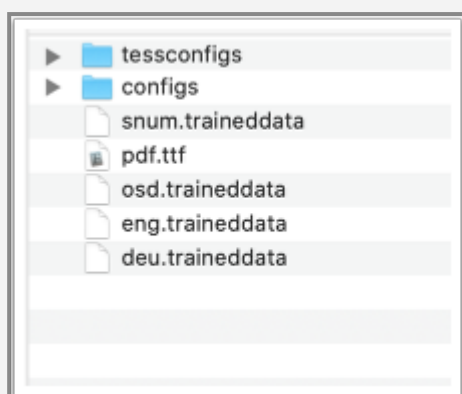 tessconfigs
configs
snum.traineddata
pdf.ttf
osd.traineddata
eng.traineddata
deu.traineddata